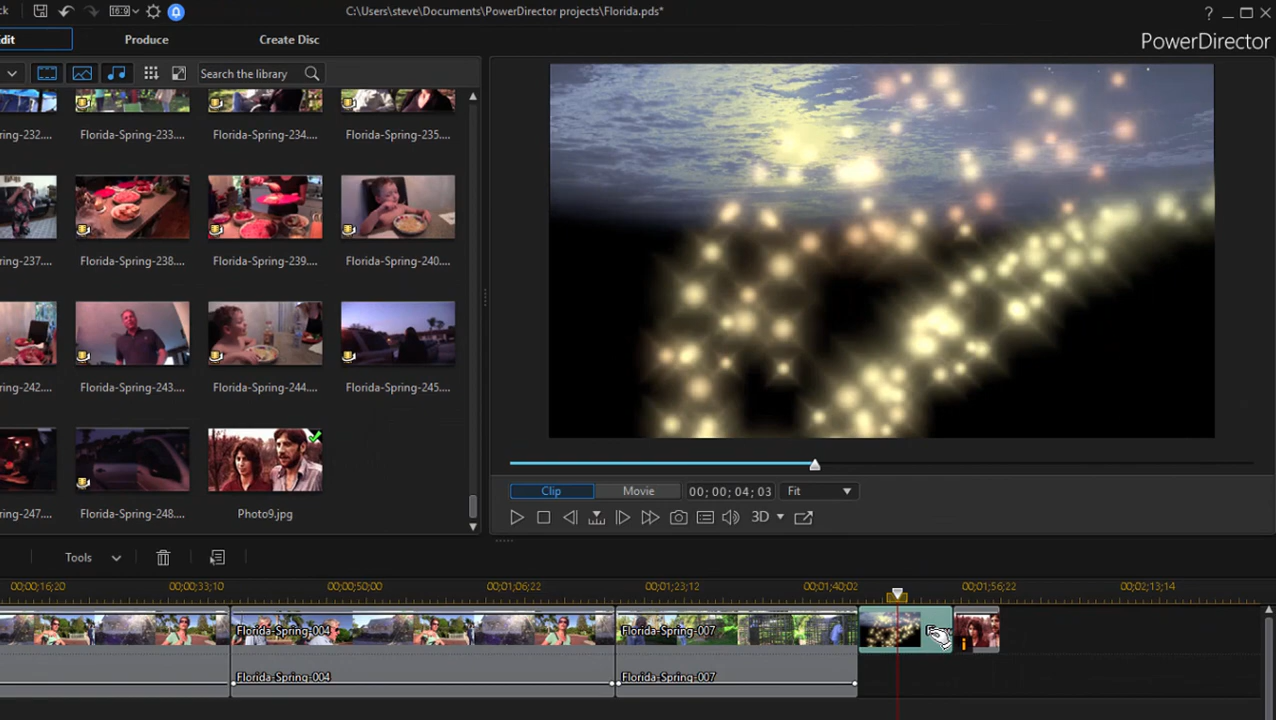 C:\Users\steve\Documents\PowerDirector projects\Florida.pds*
16:9
PowerDirector
Produce
Create Disc
Search the library
Florida-Spring-233....
Florida-Spring-234....
Florida-Spring-235....
ring-237....
Florida-Spring-238....
Florida-Spring-239....
Florida-Spring-240....
ring-242....
Florida-Spring-243....
Florida-Spring-244....
Florida-Spring-245....
ring-247....
Florida-Spring-248....
Photo9.jpg
Clip
Movie
00; 00; 04; 03
Fit
3D
Tools
00;00;16;20
00;00;33;10
00;00;50;00
00;01;06;22
00;01;23;12
00;01;40;02
00;01;56;22
00;02;13;14
Florida-Spring-004
Florida-Spring-007
Florida-Spring-004
Florida-Spring-007